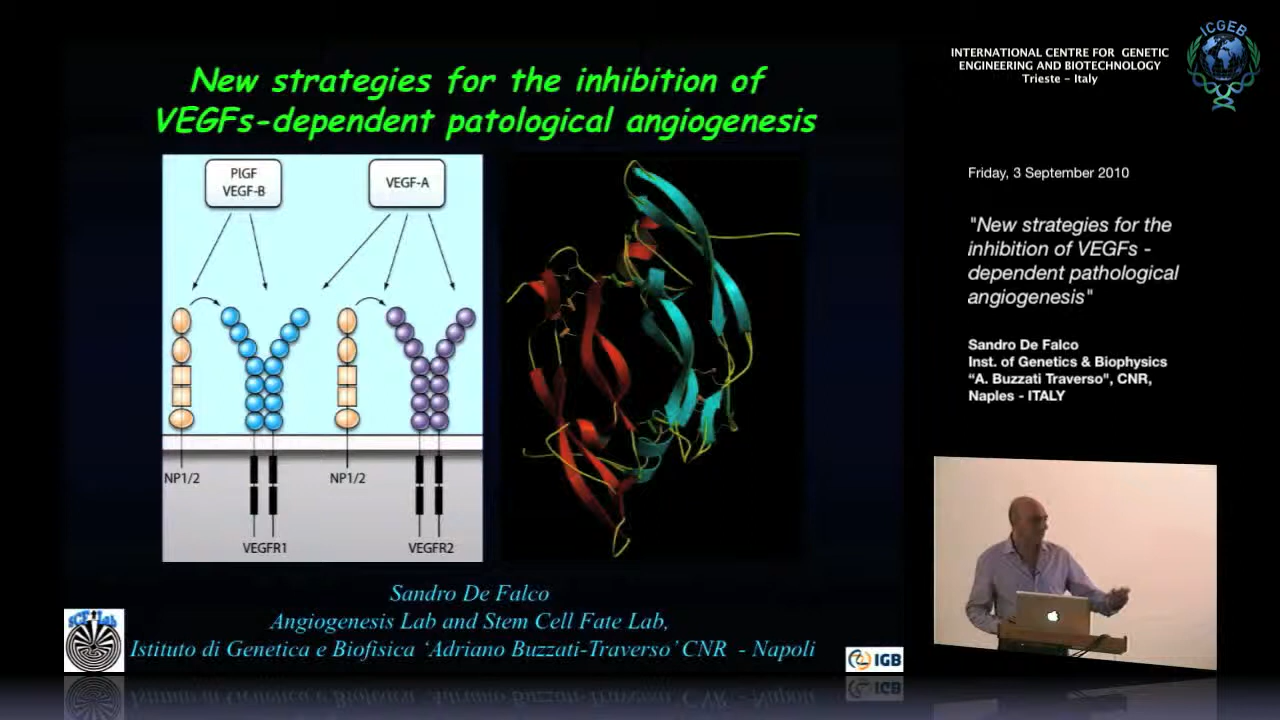 New strategies for the inhibition of
VEGFs-dependent patological angiogenesis
PlGF
VEGF-B
VEGF-A
NP1/2
NP1/2
VEGFR1
VEGFR2
Sandro De Falco
Angiogenesis Lab and Stem Cell Fate Lab,
Istituto di Genetica e Biofisica ‘Adriano Buzzati-Traverso’ CNR - Napoli
IGB
INTERNATIONAL CENTRE FOR GENETIC
ENGINEERING AND BIOTECHNOLOGY
Trieste - Italy
ICGEB
Friday, 3 September 2010
"New strategies for the
inhibition of VEGFs -
dependent pathological
angiogenesis"
Sandro De Falco
Inst. of Genetics & Biophysics
“A. Buzzati Traverso", CNR,
Naples - ITALY